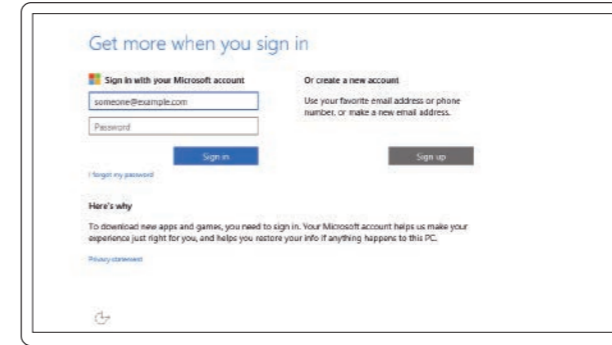 Get more when you sign in
Sign in with your Microsoft account
someone@example.com
Password
Sign in
I forgot my password
Or create a new account
Use your favorite email address or phone
number, or make a new email address.
Sign up
Here's why
To download new apps and games, you need to sign in. Your Microsoft account helps us make your
experience just right for you, and helps you restore your info if anything happens to this PC.
Privacy statement